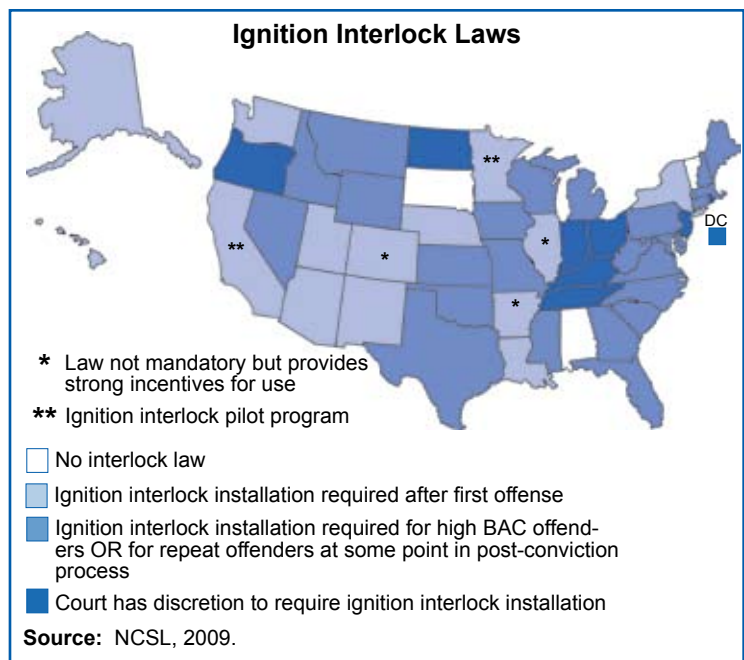 Ignition Interlock Laws
**
DC
**
*
*
*
* Law not mandatory but provides
strong incentives for use
** Ignition interlock pilot program
No interlock law
Ignition interlock installation required after first offense
Ignition interlock installation required for high BAC offend-
ers OR for repeat offenders at some point in post-conviction
process
Court has discretion to require ignition interlock installation
Source: NCSL, 2009.